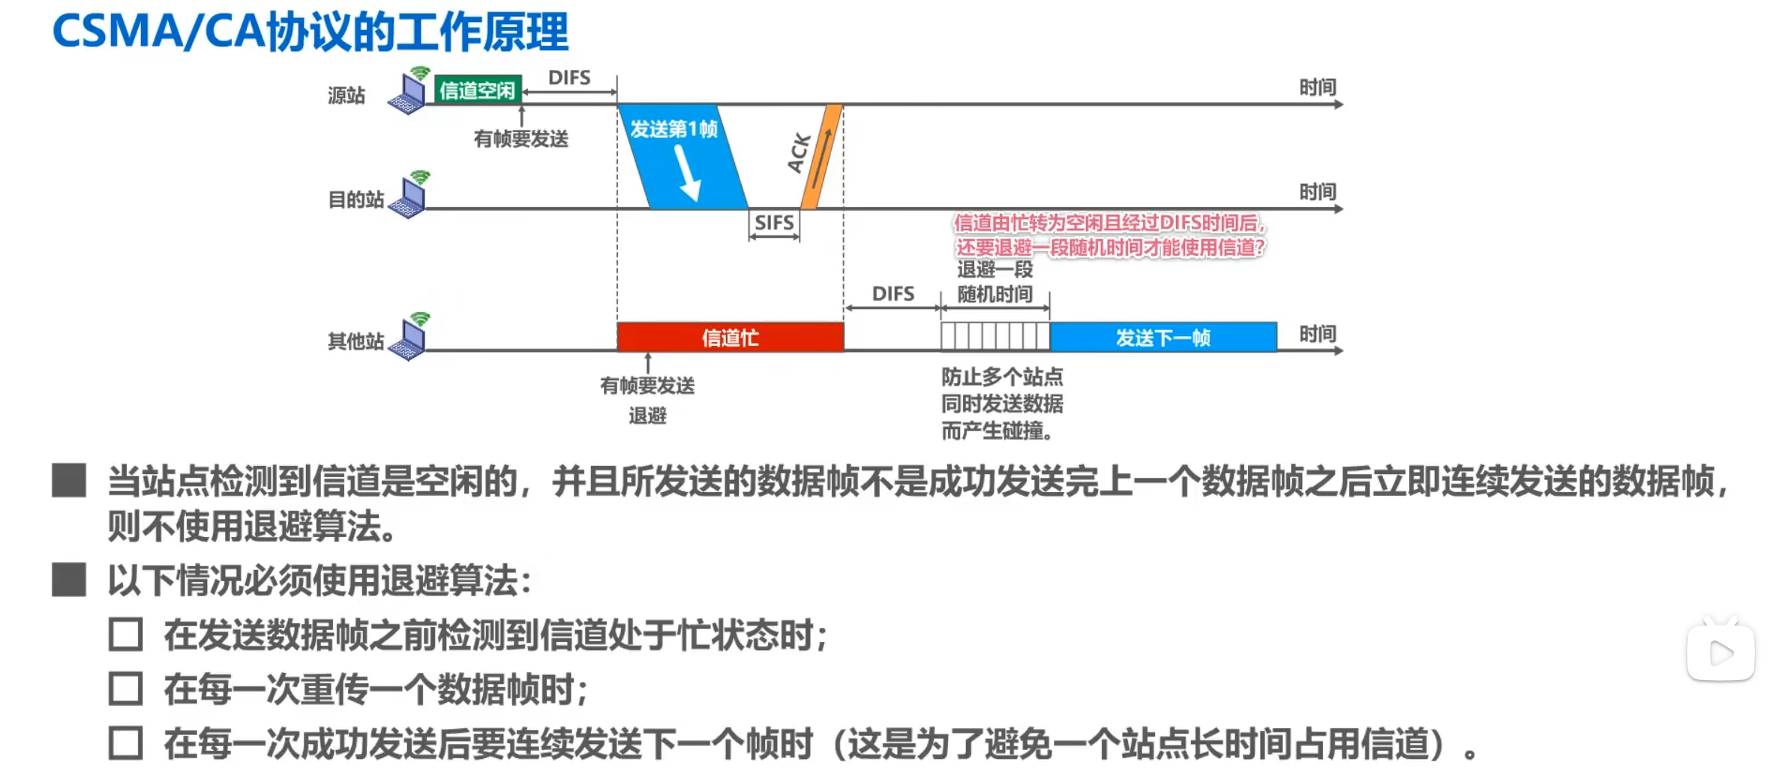 CSMA/CA协议的工作原理
源站
信道空闲
DIFS
时间
有帧要发送
发送第1帧
ACK
目的站
时间
SIFS
信道由忙转为空闲且经过DIFS时间后，
还要退避一段随机时间才能使用信道？
退避一段
随机时间
DIFS
其他站
信道忙
发送下一帧
时间
有帧要发送
退避
防止多个站点
同时发送数据
而产生碰撞。
当站点检测到信道是空闲的，并且所发送的数据帧不是成功发送完上一个数据帧之后立即连续发送的数据帧，
则不使用退避算法。
以下情况必须使用退避算法：
在发送数据帧之前检测到信道处于忙状态时；
在每一次重传一个数据帧时；
在每一次成功发送后要连续发送下一个帧时（这是为了避免一个站点长时间占用信道）。